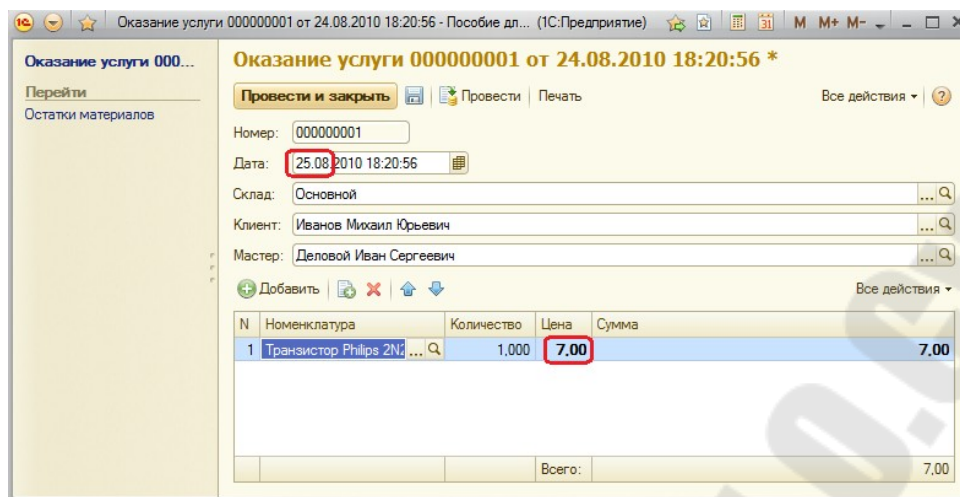 Оказание услуги 000000001 от 24.08.2010 18:20:56 - Пособие дл... (1С:Предприятие) 31 M M+ M-
Оказание услуги 000...
Перейти
Остатки материалов
Оказание услуги 000000001 от 24.08.2010 18:20:56 *
Провести и закрыть Провести Печать Все действия ?
Номер: 000000001
Дата: 25.08.2010 18:20:56
Склад: Основной ...
Клиент: Иванов Михаил Юрьевич ...
Мастер: Деловой Иван Сергеевич ...
Добавить Все действия
N Номенклатура Количество Цена Сумма
1 Транзистор Philips 2N2 ... 1,000 7,00 7,00
Всего: 7,00